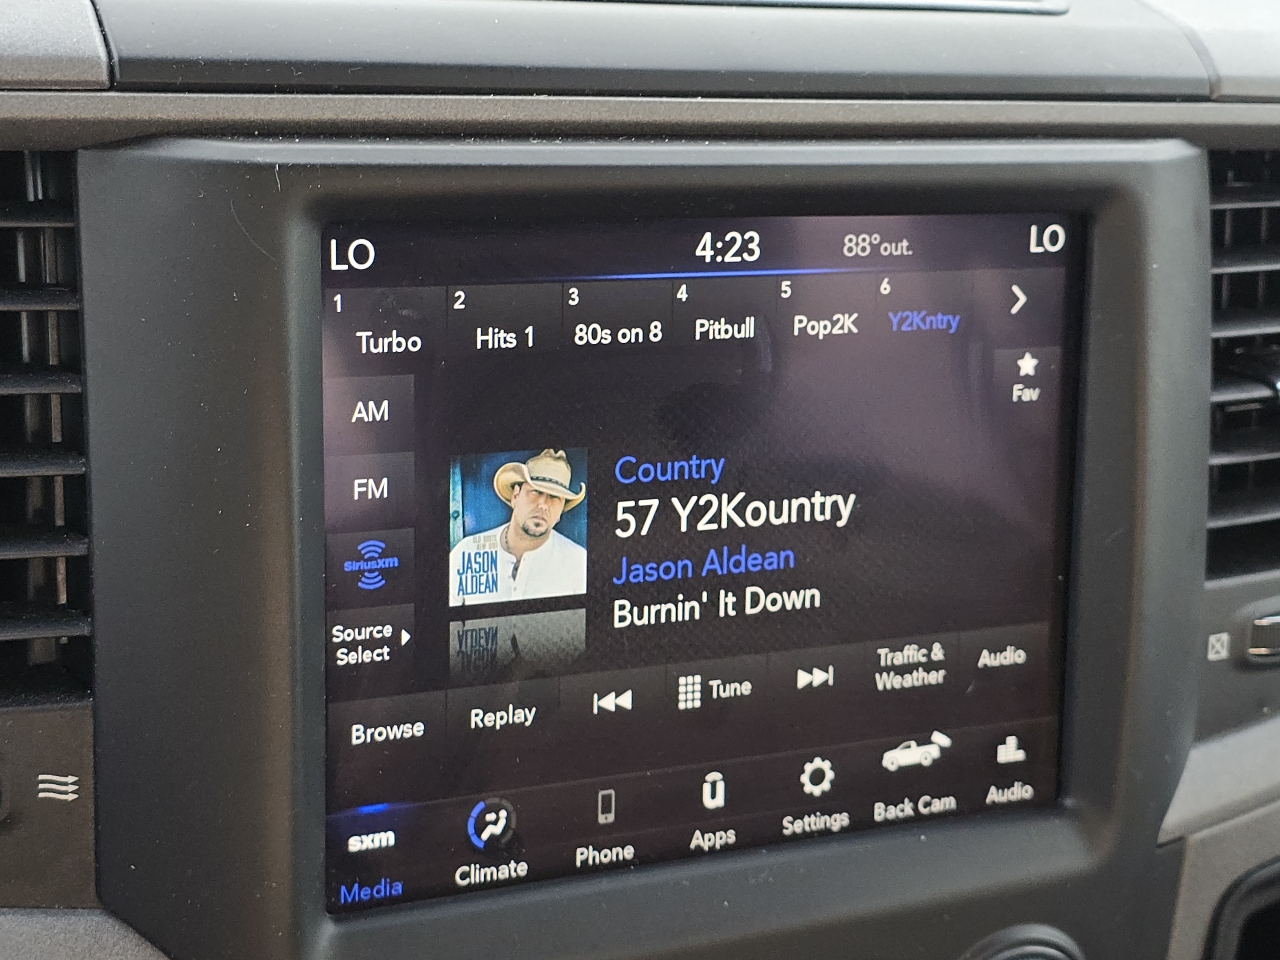 LO 4:23 88° out. LO
1 Turbo 2 Hits 1 3 80s on 8 4 Pitbull 5 Pop2K 6 Y2Kntry
Fav
AM
FM
SiriusXM
Source
Select
JASON
ALDEAN
Country
57 Y2Kountry
Jason Aldean
Burnin' It Down
Browse Replay Tune Traffic &
Weather Audio
sxm
Media Climate Phone Apps Settings Back Cam Audio